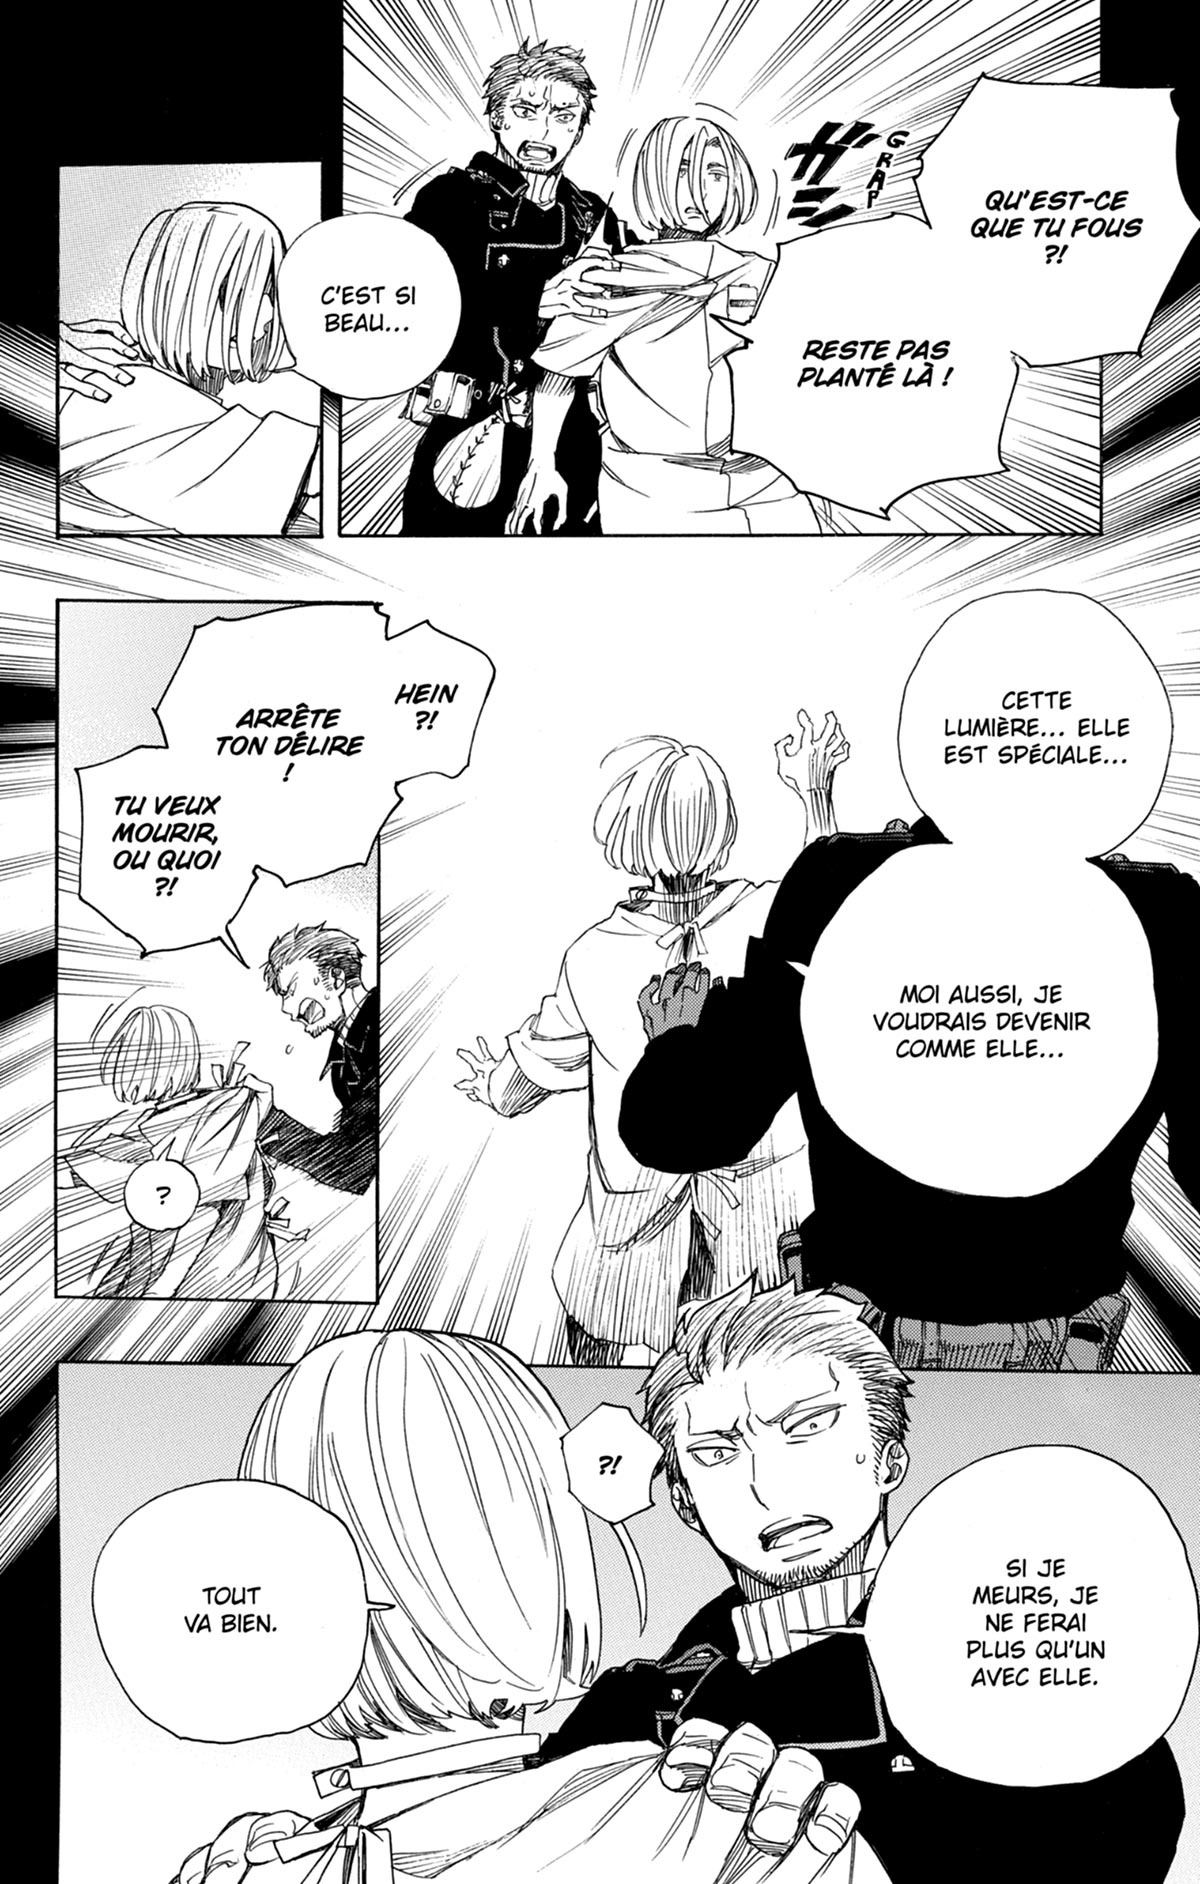 QU'EST-CE
QUE TU FOUS
?!
ガシ
GRAP
RESTE PAS
PLANTÉ LÀ !
C'EST SI
BEAU...
CETTE
LUMIÈRE... ELLE
EST SPÉCIALE...
MOI AUSSI, JE
VOUDRAIS DEVENIR
COMME ELLE...
HEIN
?!
ARRÊTE
TON DÉLIRE
!
TU VEUX
MOURIR,
OU QUOI
?!
?
SI JE
MEURS, JE
NE FERAI
PLUS QU'UN
AVEC ELLE.
?!
TOUT
VA BIEN.